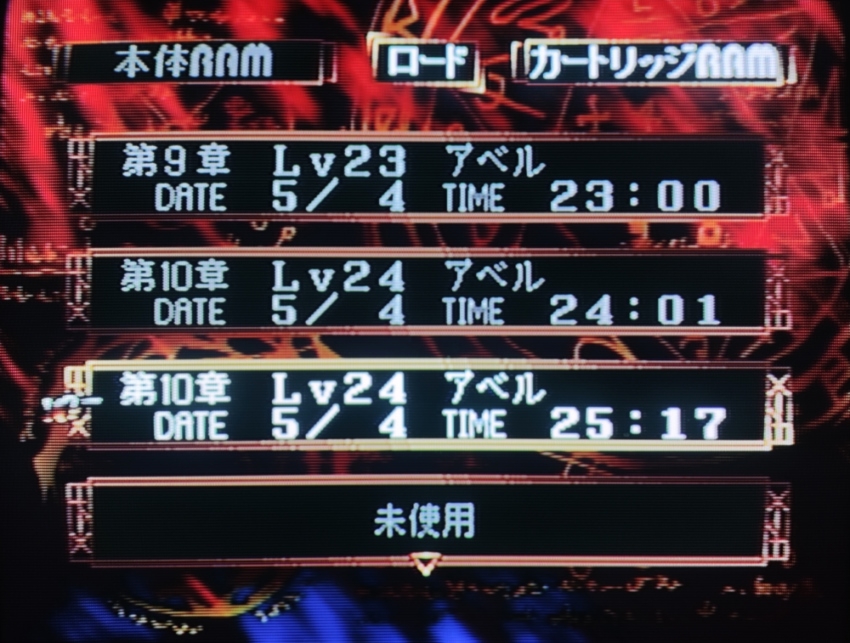 本体RAM ロード カートリッジRAM
第9章 Lv23 アベル
DATE 5/ 4 TIME 23:00
第10章 Lv24 アベル
DATE 5/ 4 TIME 24:01
第10章 Lv24 アベル
DATE 5/ 4 TIME 25:17
未使用